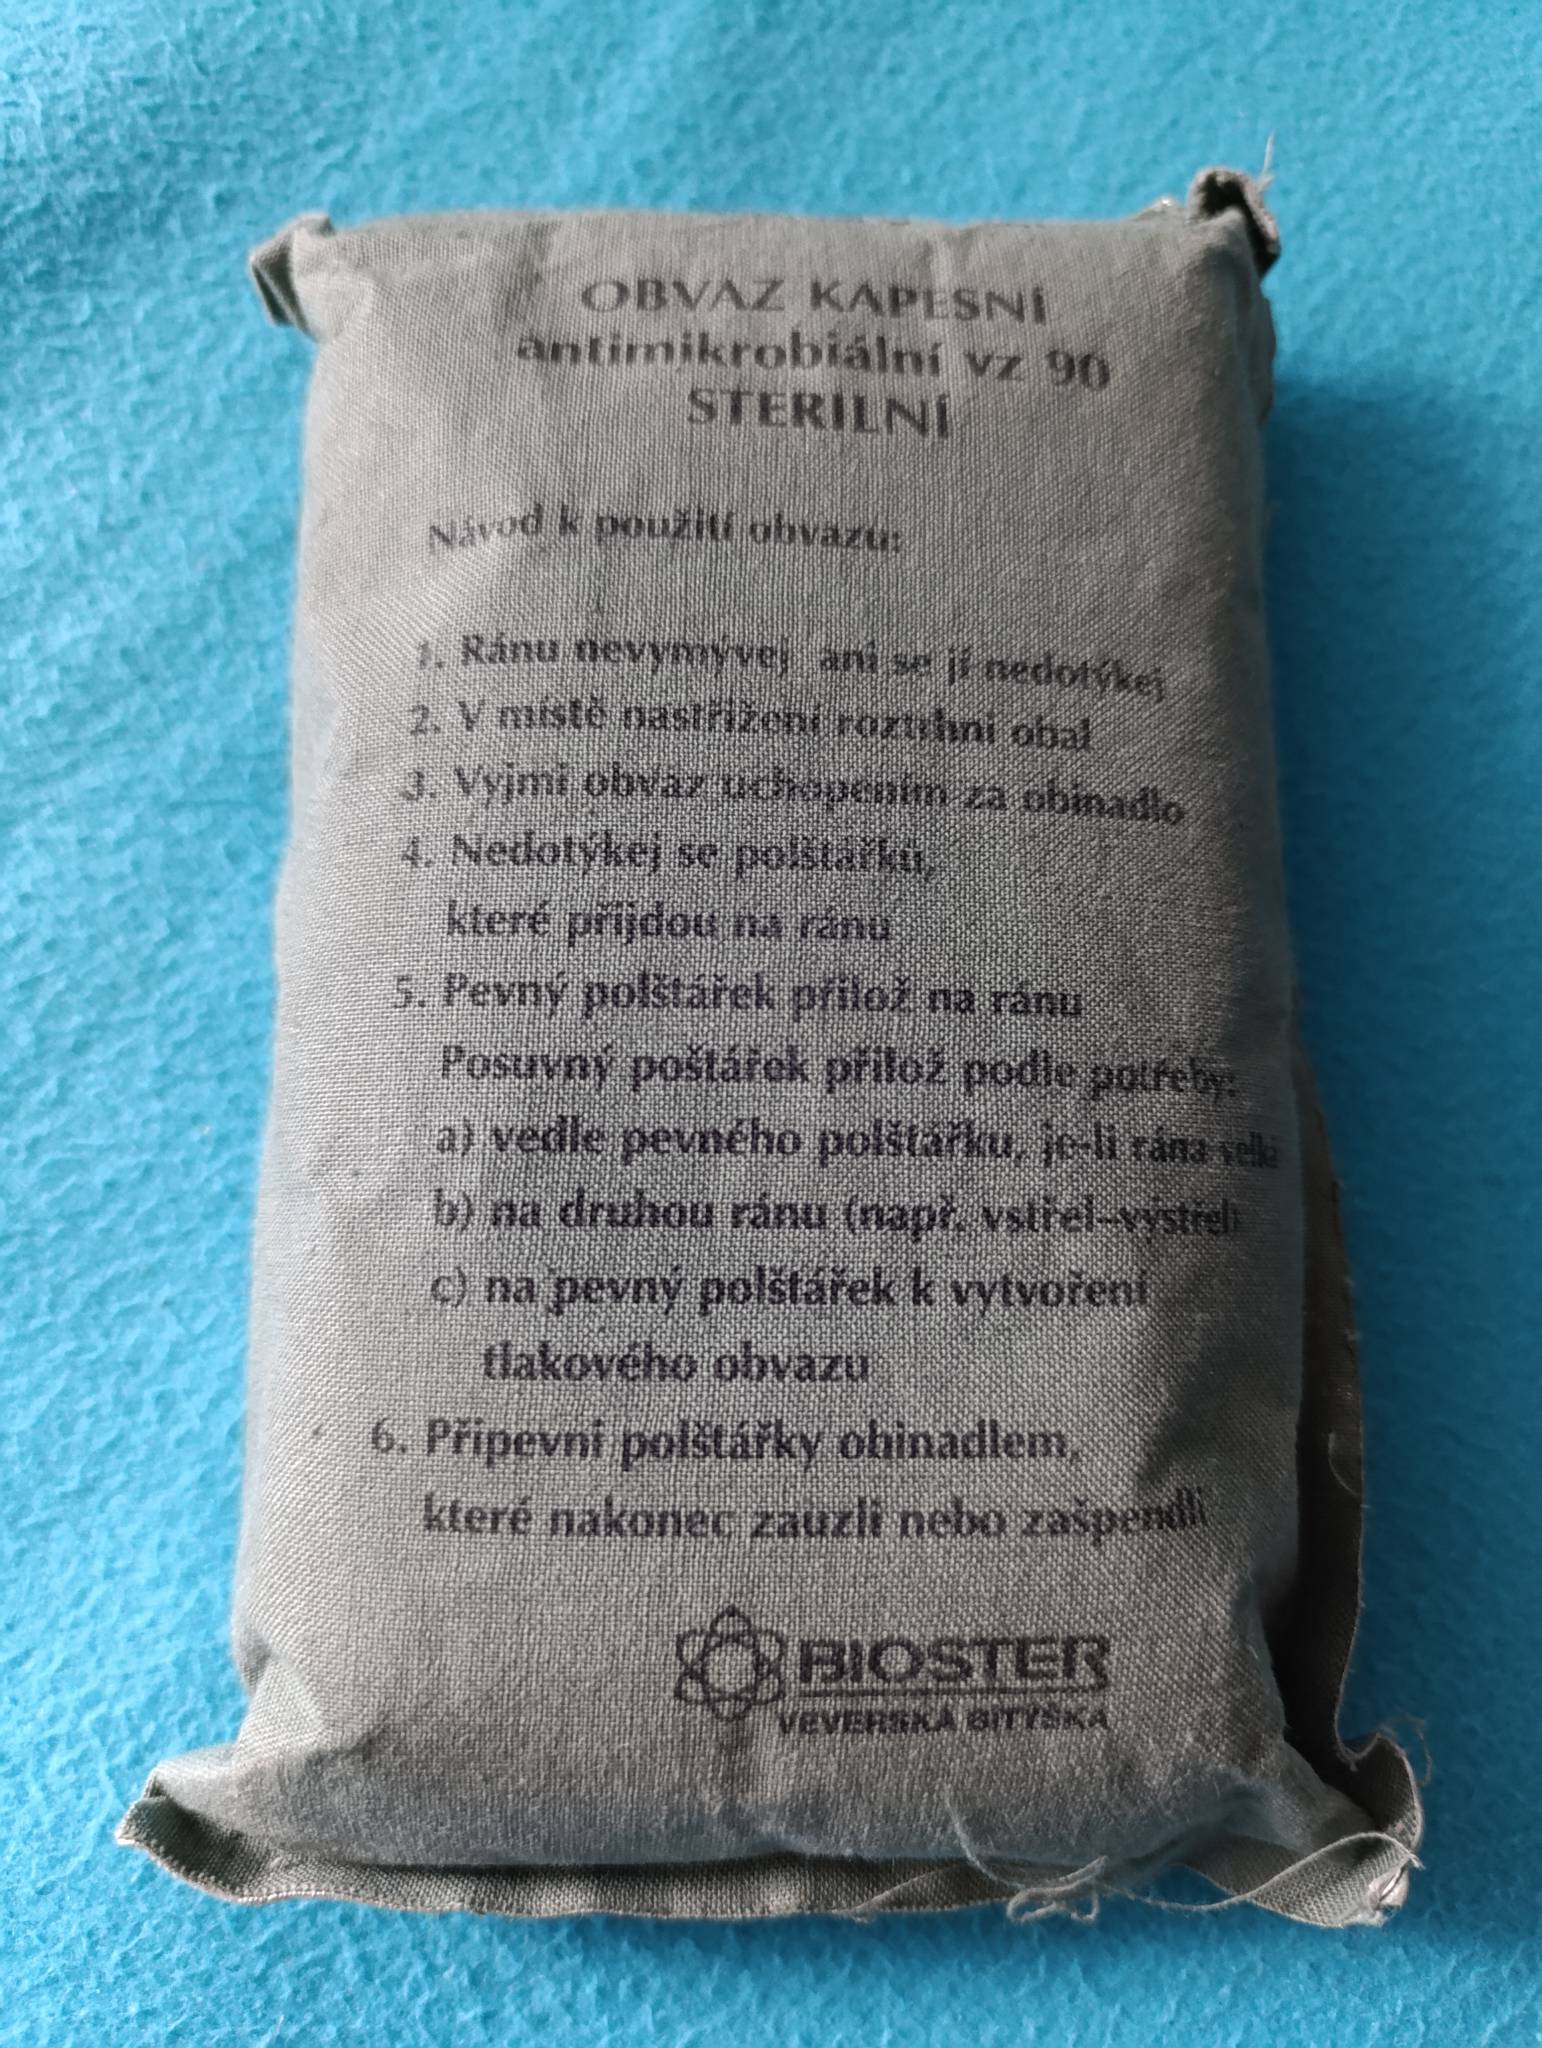 OBVAZ KAPESNÍ
antimikrobiální vz 90
STERILNÍ
Návod k použití obvazu:
1. Ránu nevymývej ani se jí nedotýkej
2. V místě nastřižení roztrhni obal
3. Vyjmi obvaz uchopením za obinadlo
4. Nedotýkej se polštářků,
které přijdou na ránu
5. Pevný polštářek přilož na ránu
Posuvný poštářek přilož podle potřeby:
a) vedle pevného polštářku, je-li rána velká
b) na druhou ránu (např. vstřel–výstřel)
c) na pevný polštářek k vytvoření
tlakového obvazu
6. Připevni polštářky obinadlem,
které nakonec zauzli nebo zašpendli
BIOSTER
VEVERSKÁ BÍTÝŠKA